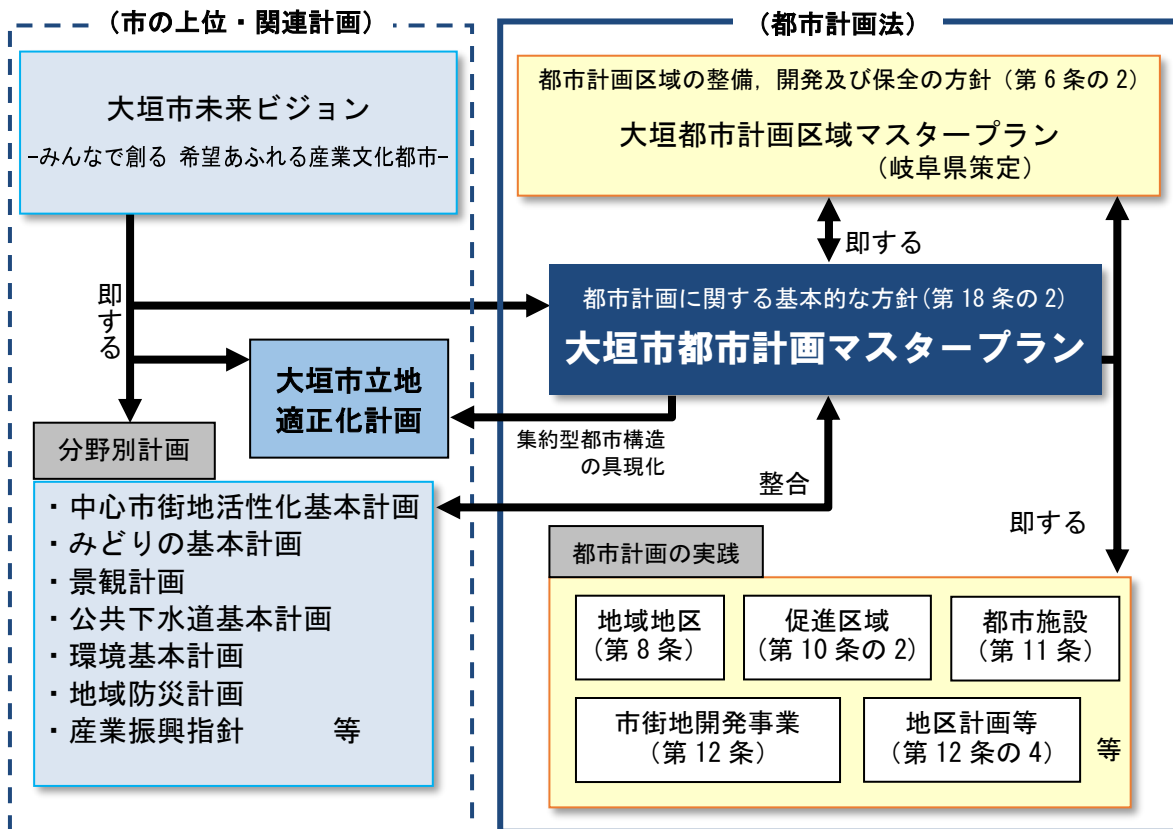 （市の上位・関連計画）
大垣市未来ビジョン
-みんなで創る 希望あふれる産業文化都市-
即する
大垣市立地
適正化計画
分野別計画
・中心市街地活性化基本計画
・みどりの基本計画
・景観計画
・公共下水道基本計画
・環境基本計画
・地域防災計画
・産業振興指針　　　等
（都市計画法）
都市計画区域の整備，開発及び保全の方針（第 6 条の 2）
大垣都市計画区域マスタープラン
（岐阜県策定）
即する
都市計画に関する基本的な方針(第 18 条の 2)
大垣市都市計画マスタープラン
集約型都市構造
の具現化
整合
即する
都市計画の実践
地域地区
(第 8 条)
促進区域
(第 10 条の 2)
都市施設
(第 11 条)
市街地開発事業
(第 12 条)
地区計画等
(第 12 条の 4)
等